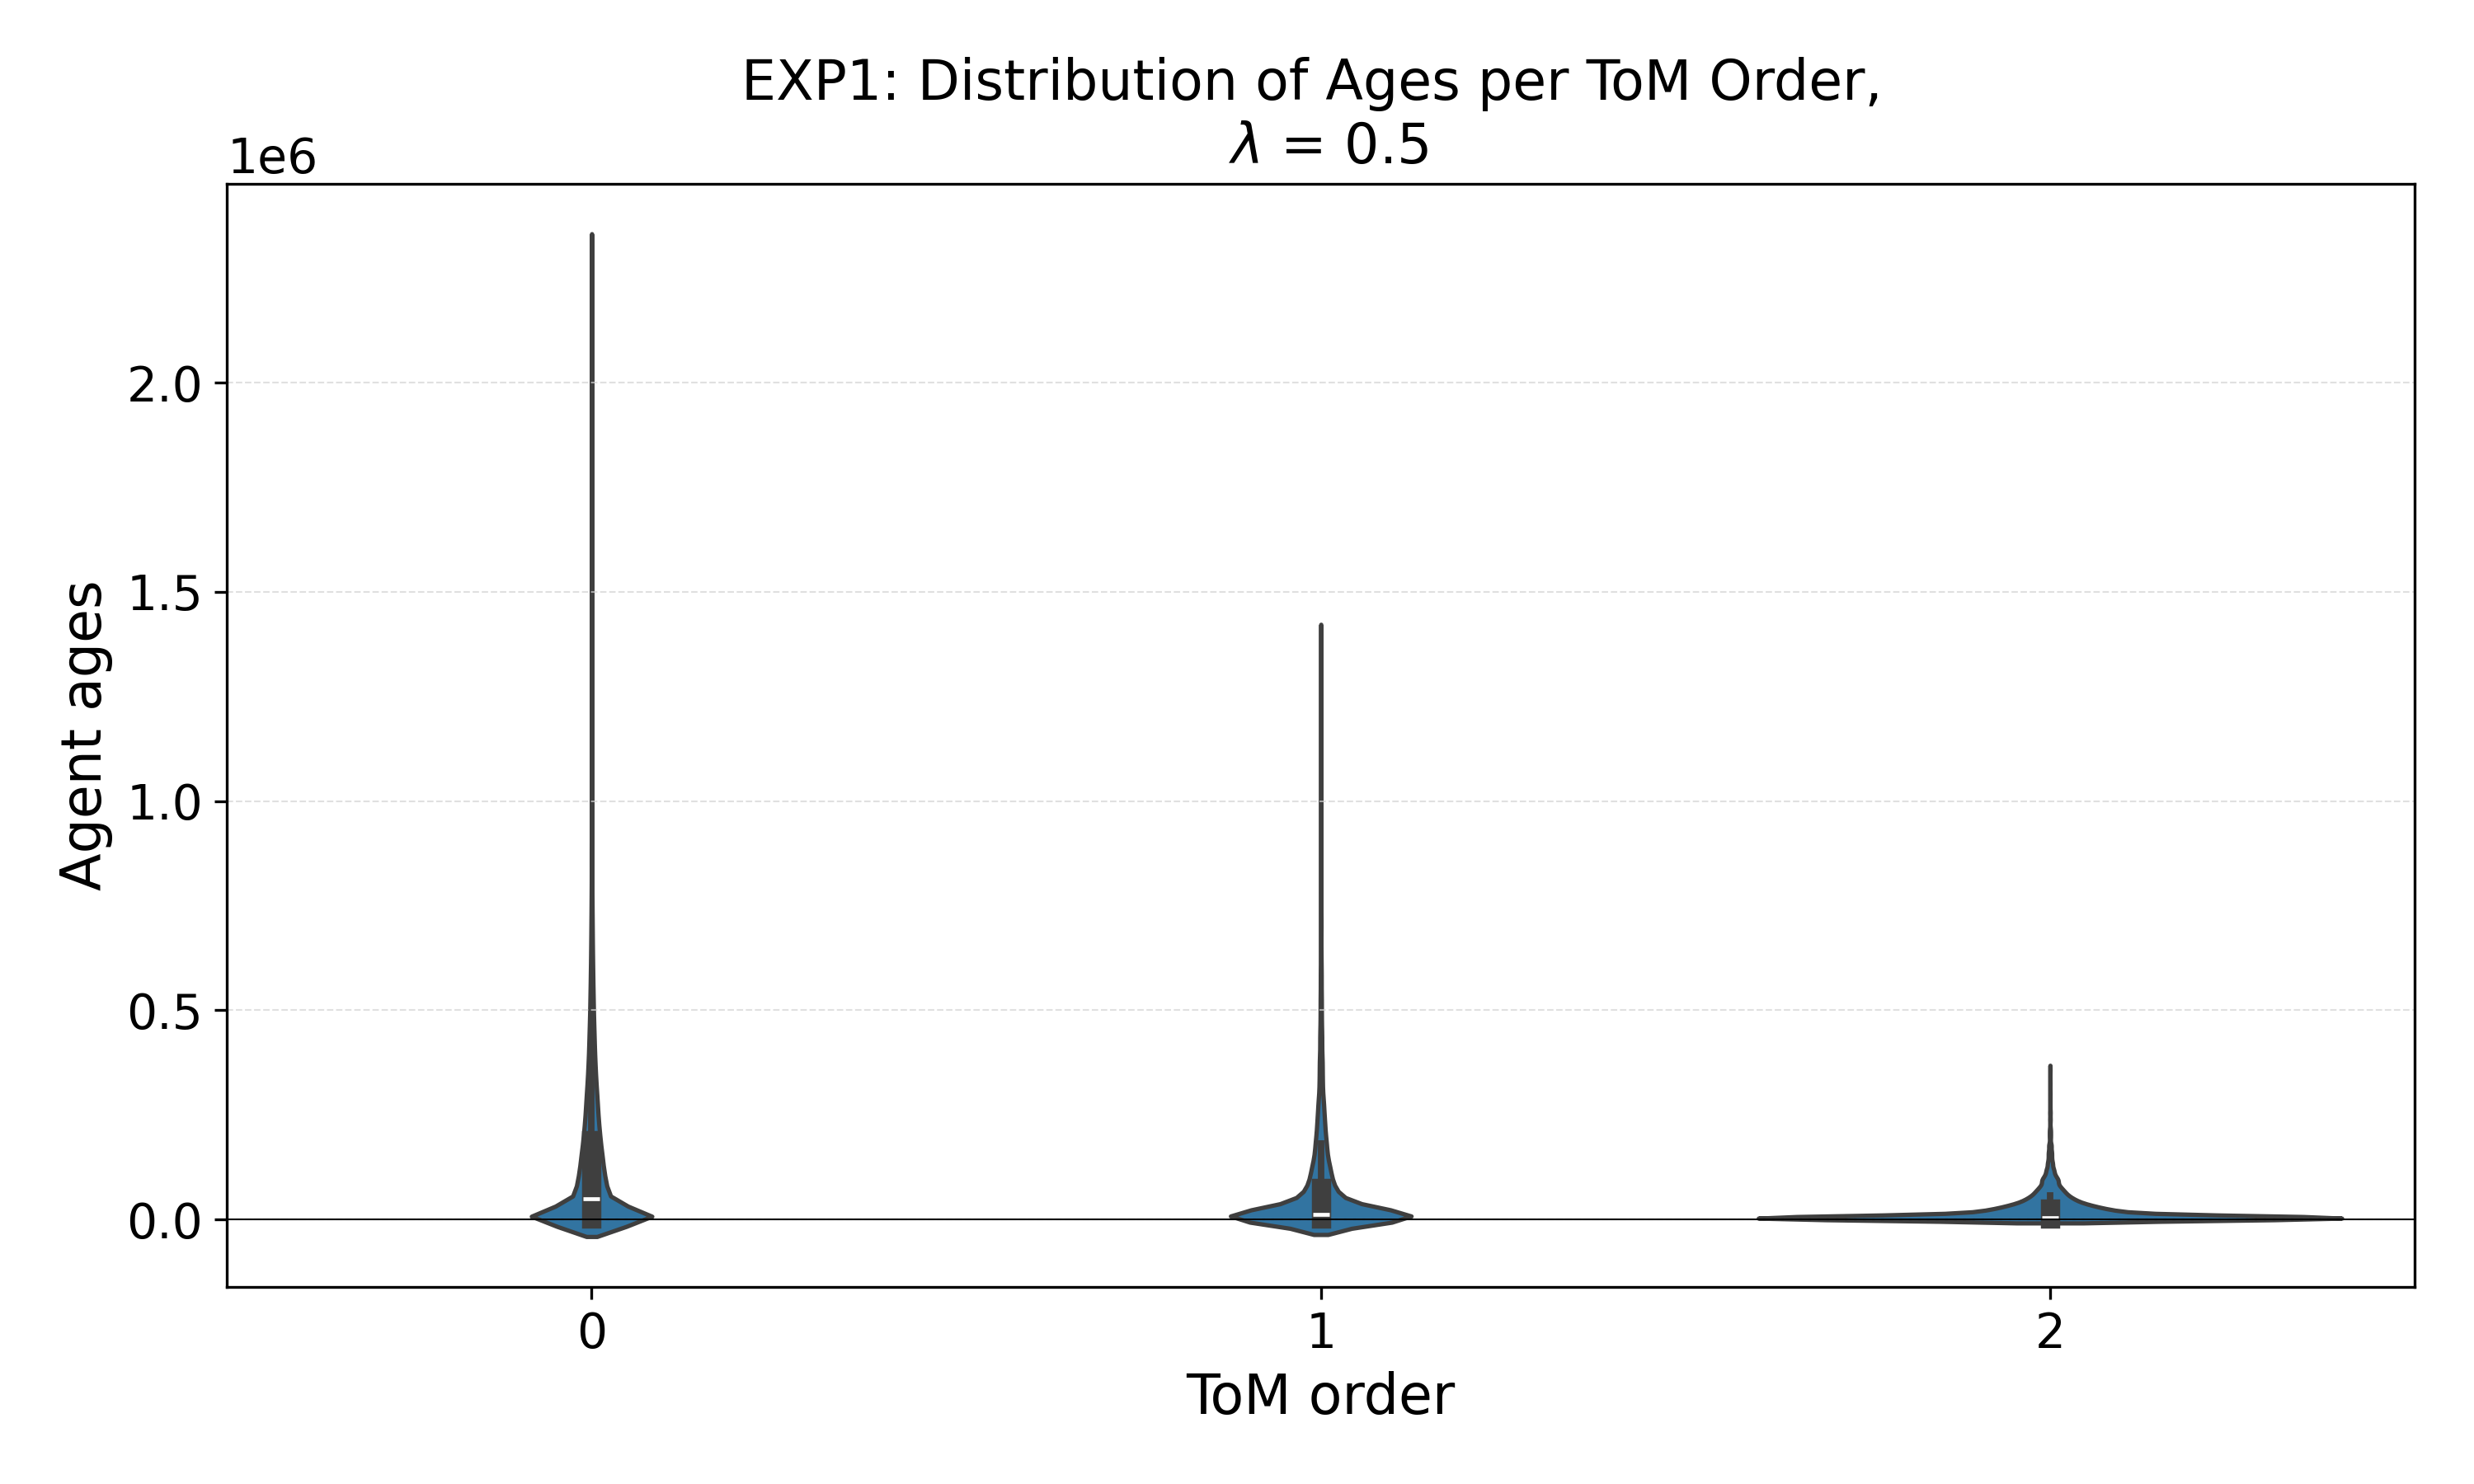 EXP1: Distribution of Ages per ToM Order,
λ = 0.5
1e6
2.0
1.5
1.0
0.5
0.0
Agent ages
0 1 2
ToM order